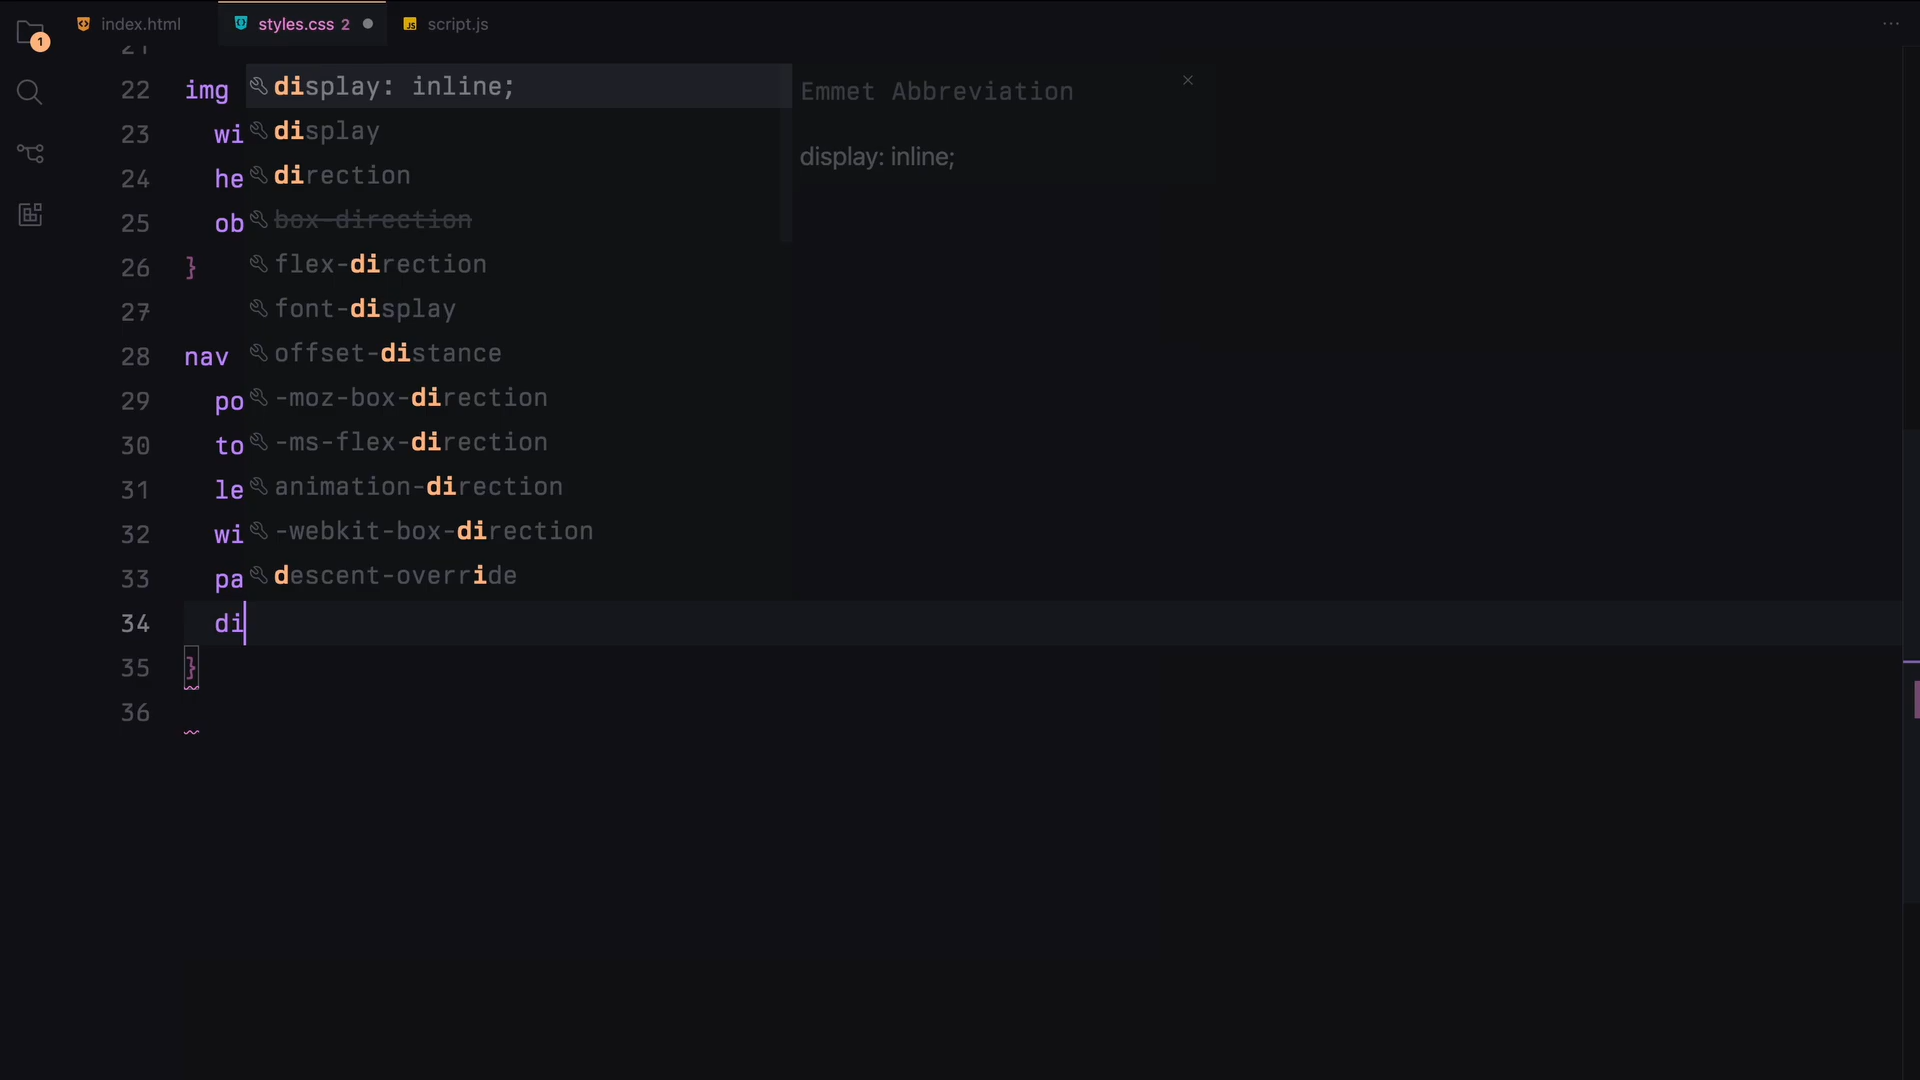 index.html styles.css 2 script.js ...
1
22 img display: inline; Emmet Abbreviation
23 wi display
display: inline;
24 he direction
25 ob box-direction
26 } flex-direction
27 font-display
28 nav offset-distance
29 po -moz-box-direction
30 to -ms-flex-direction
31 le animation-direction
32 wi -webkit-box-direction
33 pa descent-override
34 di
35 }
36